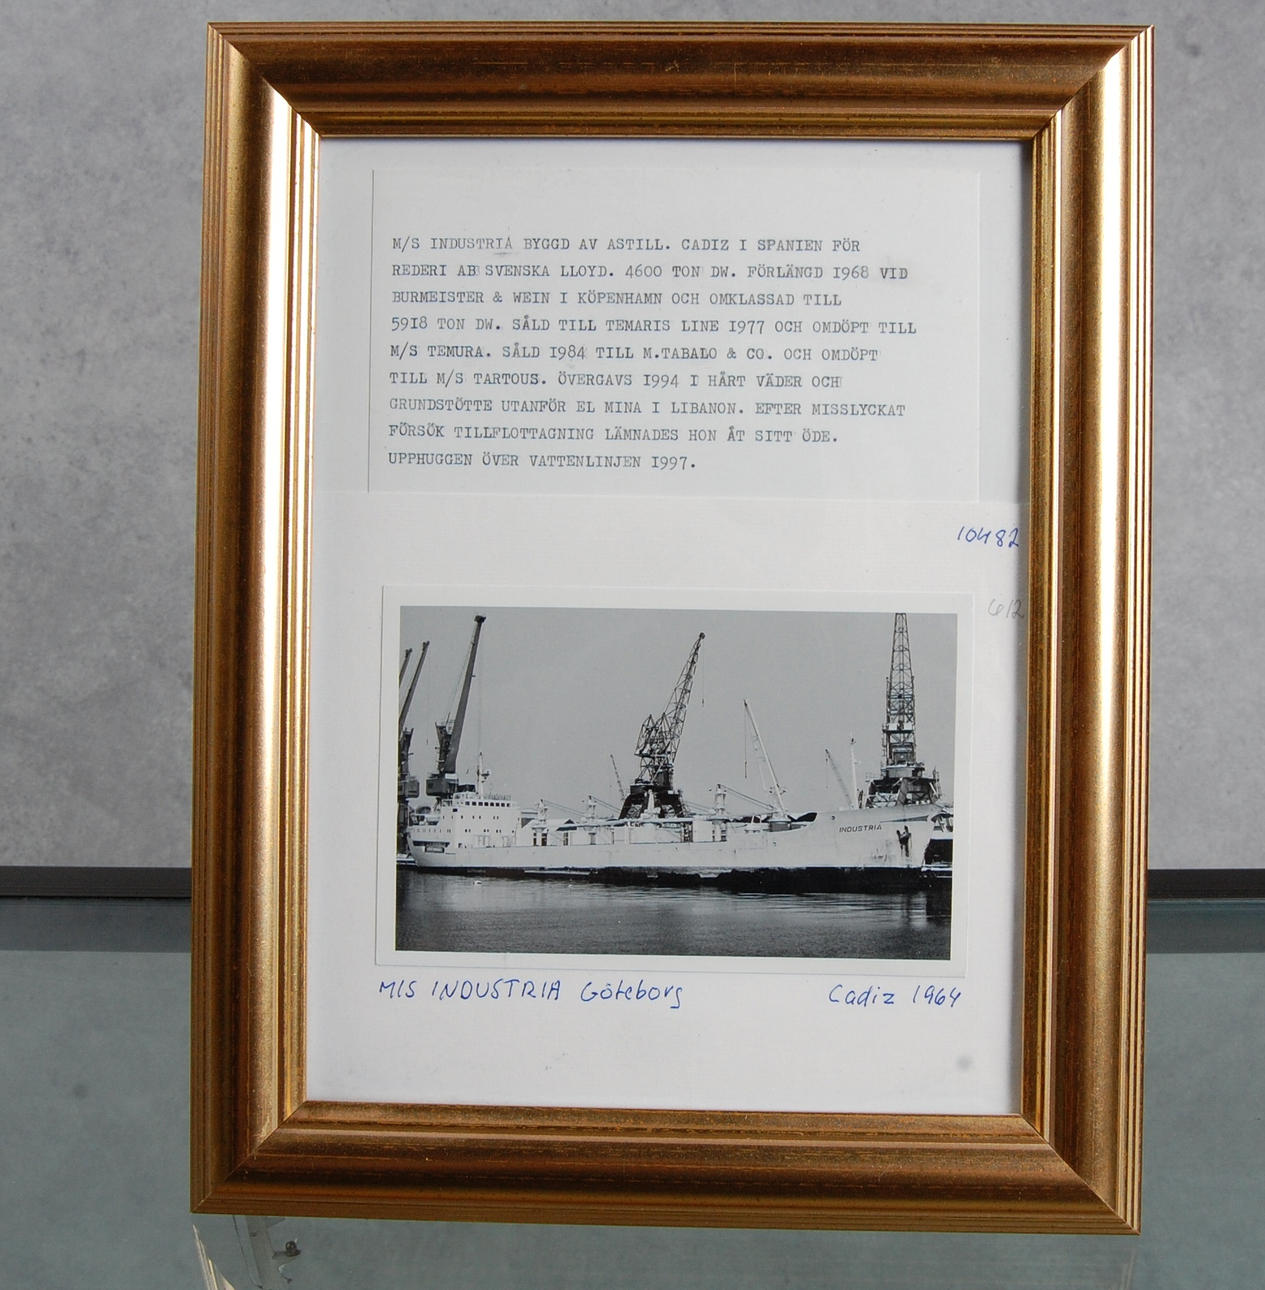 M/S INDUSTRIA BYGGD AV ASTILL. CADIZ I SPANIEN FÖR
REDERI AB SVENSKA LLOYD. 4600 TON DW. FÖRLÄNGD 1968 VID
BURMEISTER & WEIN I KÖPENHAMN OCH OMKLASSAD TILL
5918 TON DW. SÅLD TILL TEMARIS LINE 1977 OCH OMDÖPT TILL
M/S TEMURA. SÅLD 1984 TILL M.TABALO & CO. OCH OMDÖPT
TILL M/S TARTOUS. ÖVERGAVS 1994 I HÅRT VÄDER OCH
GRUNDSTÖTTE UTANFÖR EL MINA I LIBANON. EFTER MISSLYCKAT
FÖRSÖK TILLFLOTTAGNING LÄMNADES HON ÅT SITT ÖDE.
UPPHUGGEN ÖVER VATTENLINJEN 1997.
10482
612
INDUSTRIA
M/S INDUSTRIA Göteborg Cadiz 1964